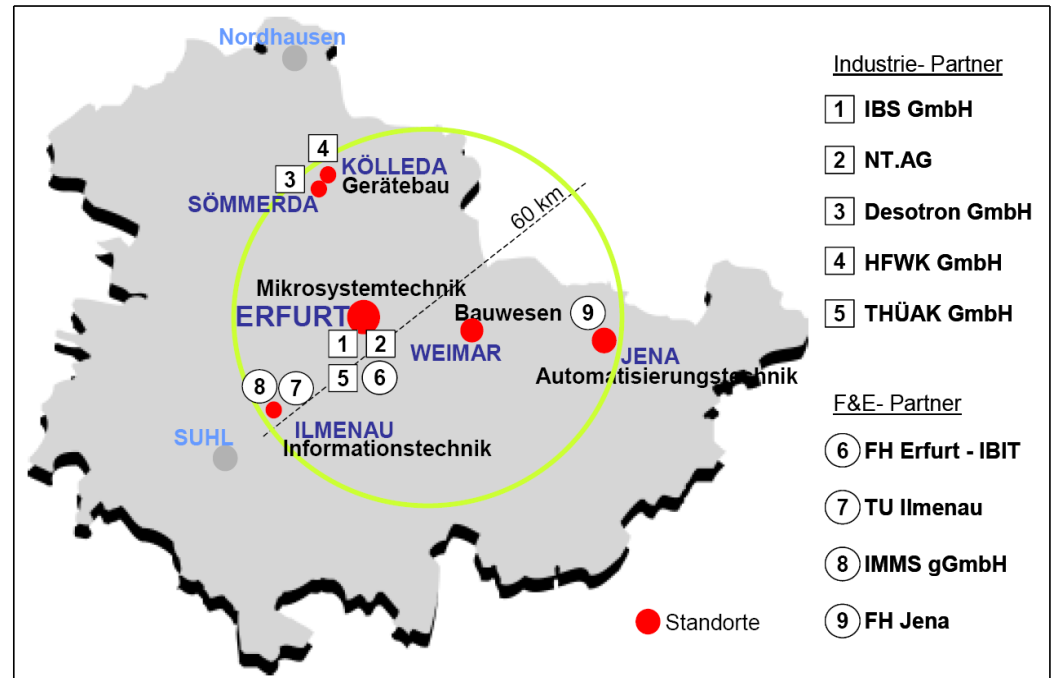 Nordhausen
4
KÖLLEDA
3
Gerätebau
SÖMMERDA
60 km
Mikrosystemtechnik
ERFURT
Bauwesen
9
1
2
WEIMAR
JENA
5
6
Automatisierungstechnik
8
7
ILMENAU
SUHL
Informationstechnik
Standorte
Industrie- Partner
1 IBS GmbH
2 NT.AG
3 Desotron GmbH
4 HFWK GmbH
5 THÜAK GmbH
F&E- Partner
6 FH Erfurt - IBIT
7 TU Ilmenau
8 IMMS gGmbH
9 FH Jena